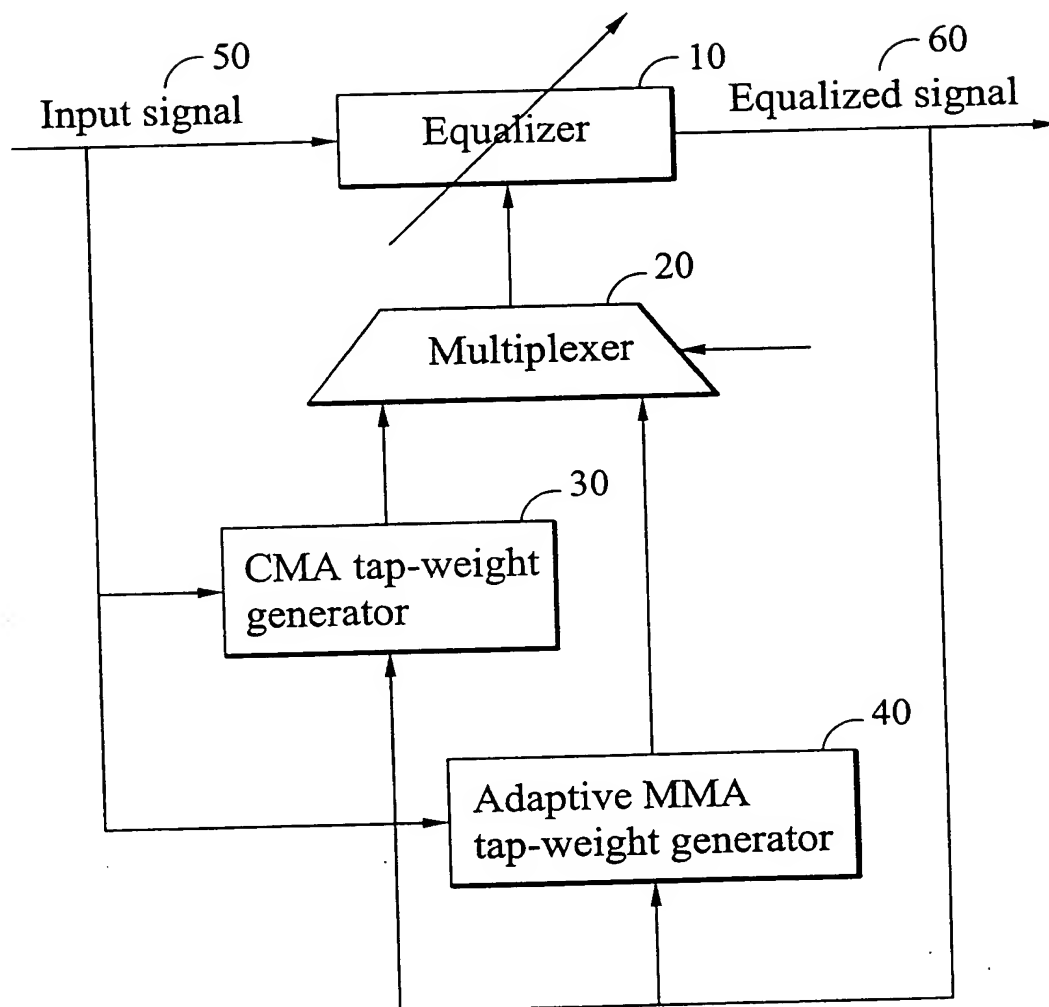 50
Input signal
10
Equalizer
60
Equalized signal
20
Multiplexer
30
CMA tap-weight
generator
40
Adaptive MMA
tap-weight generator